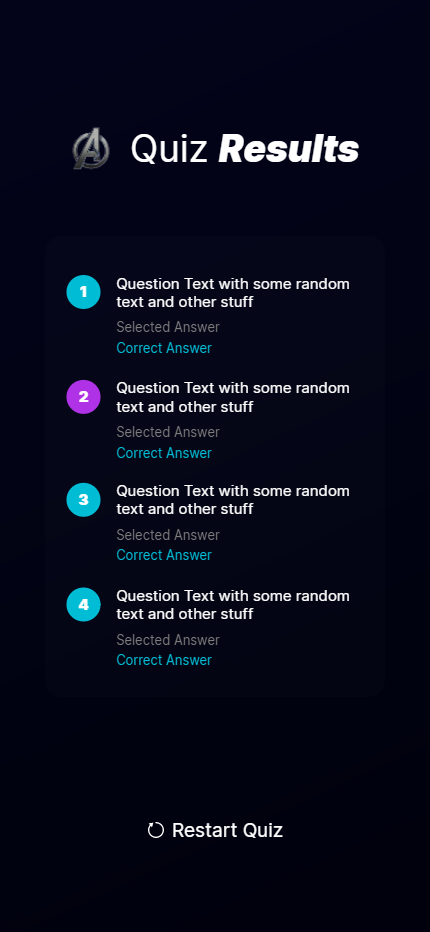 Quiz Results
1
Question Text with some random
text and other stuff
Selected Answer
Correct Answer
2
Question Text with some random
text and other stuff
Selected Answer
Correct Answer
3
Question Text with some random
text and other stuff
Selected Answer
Correct Answer
4
Question Text with some random
text and other stuff
Selected Answer
Correct Answer
Restart Quiz